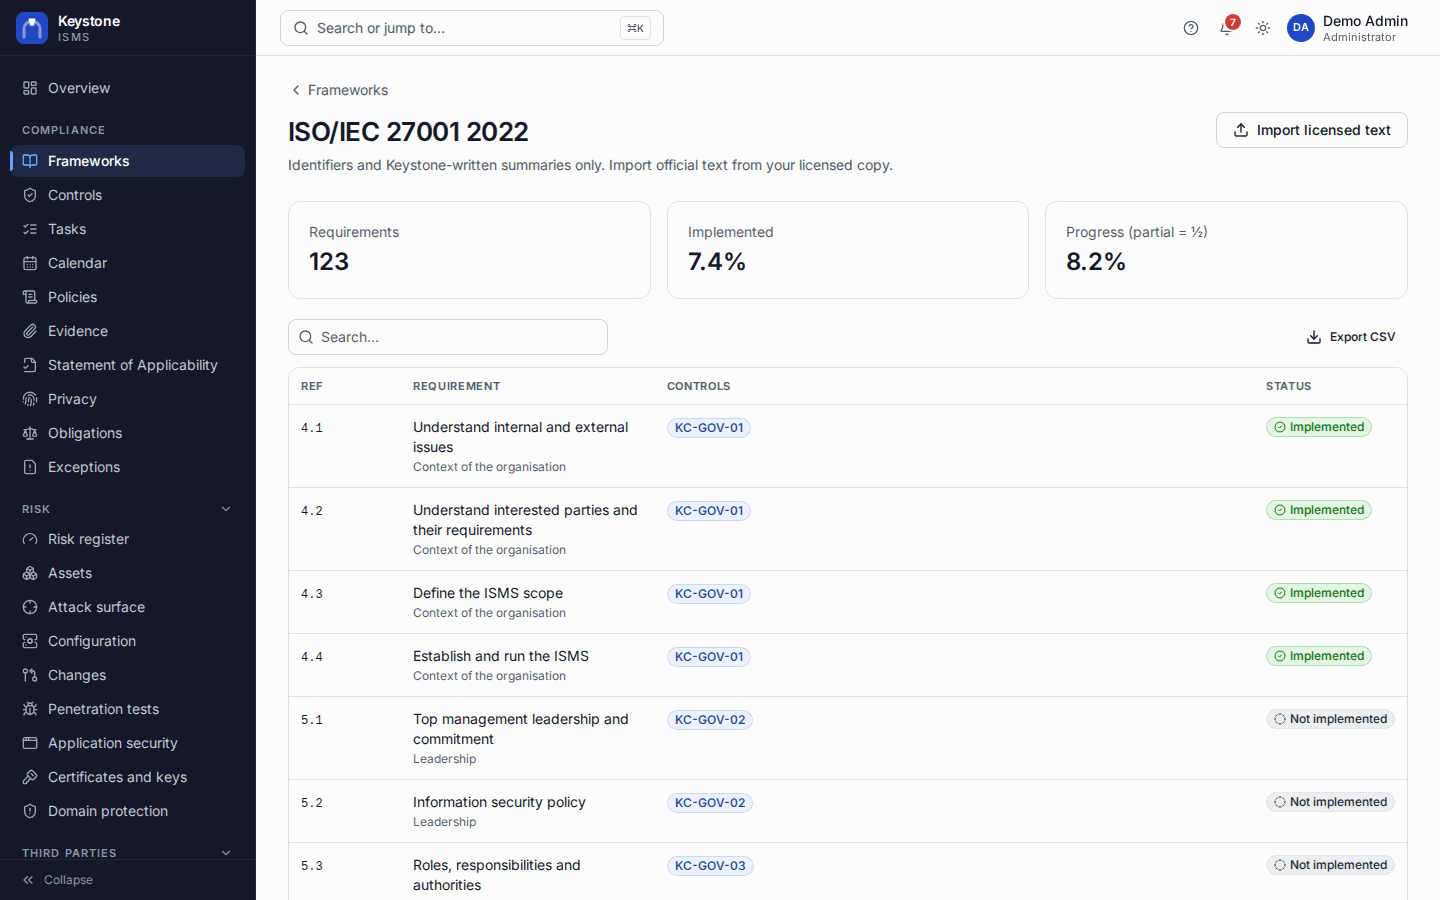 Keystone
ISMS
Search or jump to...
⌘K
7
DA
Demo Admin
Administrator
Overview
COMPLIANCE
Frameworks
Controls
Tasks
Calendar
Policies
Evidence
Statement of Applicability
Privacy
Obligations
Exceptions
RISK
Risk register
Assets
Attack surface
Configuration
Changes
Penetration tests
Application security
Certificates and keys
Domain protection
THIRD PARTIES
Collapse
Frameworks
ISO/IEC 27001 2022
Import licensed text
Identifiers and Keystone-written summaries only. Import official text from your licensed copy.
Requirements
123
Implemented
7.4%
Progress (partial = ½)
8.2%
Search...
Export CSV
REF REQUIREMENT CONTROLS STATUS
4.1 Understand internal and external KC-GOV-01 Implemented
issues
Context of the organisation
4.2 Understand interested parties and KC-GOV-01 Implemented
their requirements
Context of the organisation
4.3 Define the ISMS scope KC-GOV-01 Implemented
Context of the organisation
4.4 Establish and run the ISMS KC-GOV-01 Implemented
Context of the organisation
5.1 Top management leadership and KC-GOV-02 Not implemented
commitment
Leadership
5.2 Information security policy KC-GOV-02 Not implemented
Leadership
5.3 Roles, responsibilities and KC-GOV-03 Not implemented
authorities